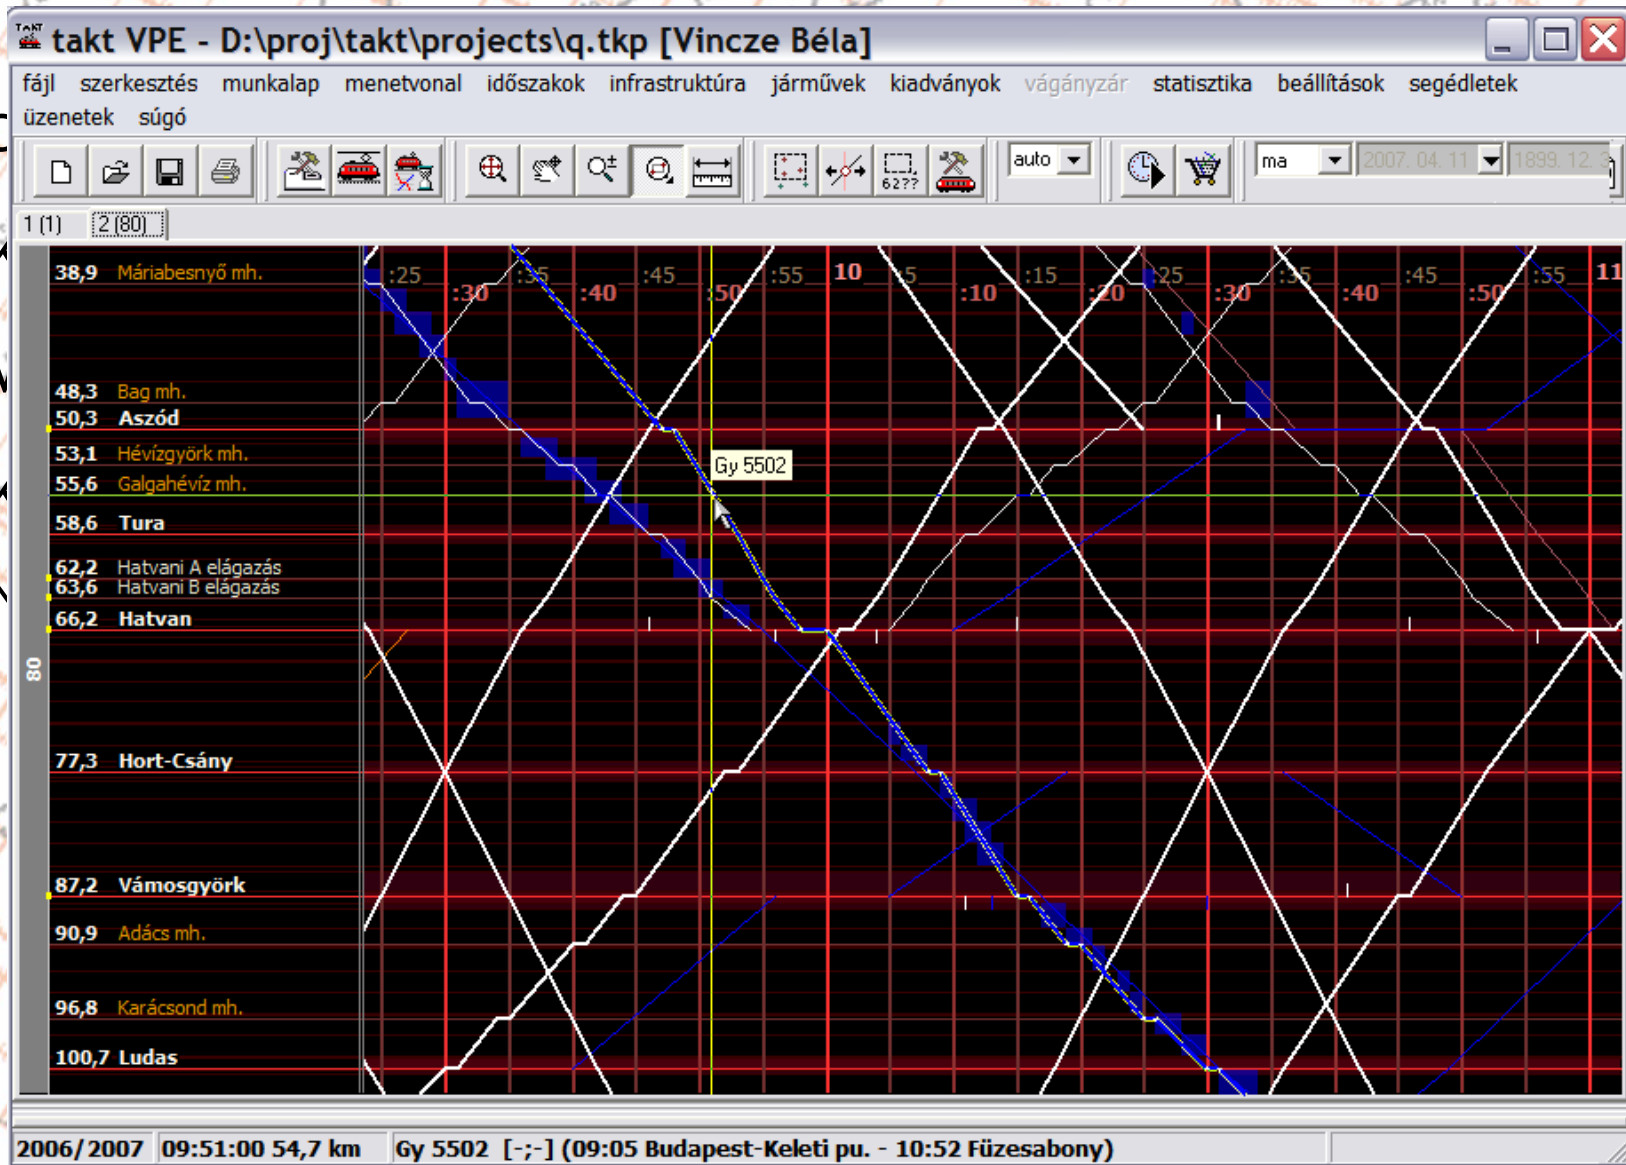 takt VPE - D:\proj\takt\projects\q.tkp [Vincze Béla]
fájl szerkesztés munkalap menetvonal időszakok infrastruktúra járművek kiadványok vágányzár statisztika beállítások segédletek
üzenetek súgó
62?? auto ma 2007. 04. 11 1899. 12. 3
1 (1) 2 (80)
38,9 Máriabesnyő mh. :25 :35 :45 :55 10 :5 :15 :25 :35 :45 :55 11
:30 :40 :50 :10 :20 :30 :40 :50
48,3 Bag mh.
50,3 Aszód
53,1 Hévízgyörk mh.
Gy 5502
55,6 Galgahévíz mh.
58,6 Tura
62,2 Hatvani A elágazás
63,6 Hatvani B elágazás
66,2 Hatvan
80
77,3 Hort-Csány
87,2 Vámosgyörk
90,9 Adács mh.
96,8 Karácsond mh.
100,7 Ludas
2006/2007 09:51:00 54,7 km Gy 5502 [-;-] (09:05 Budapest-Keleti pu. - 10:52 Füzesabony)